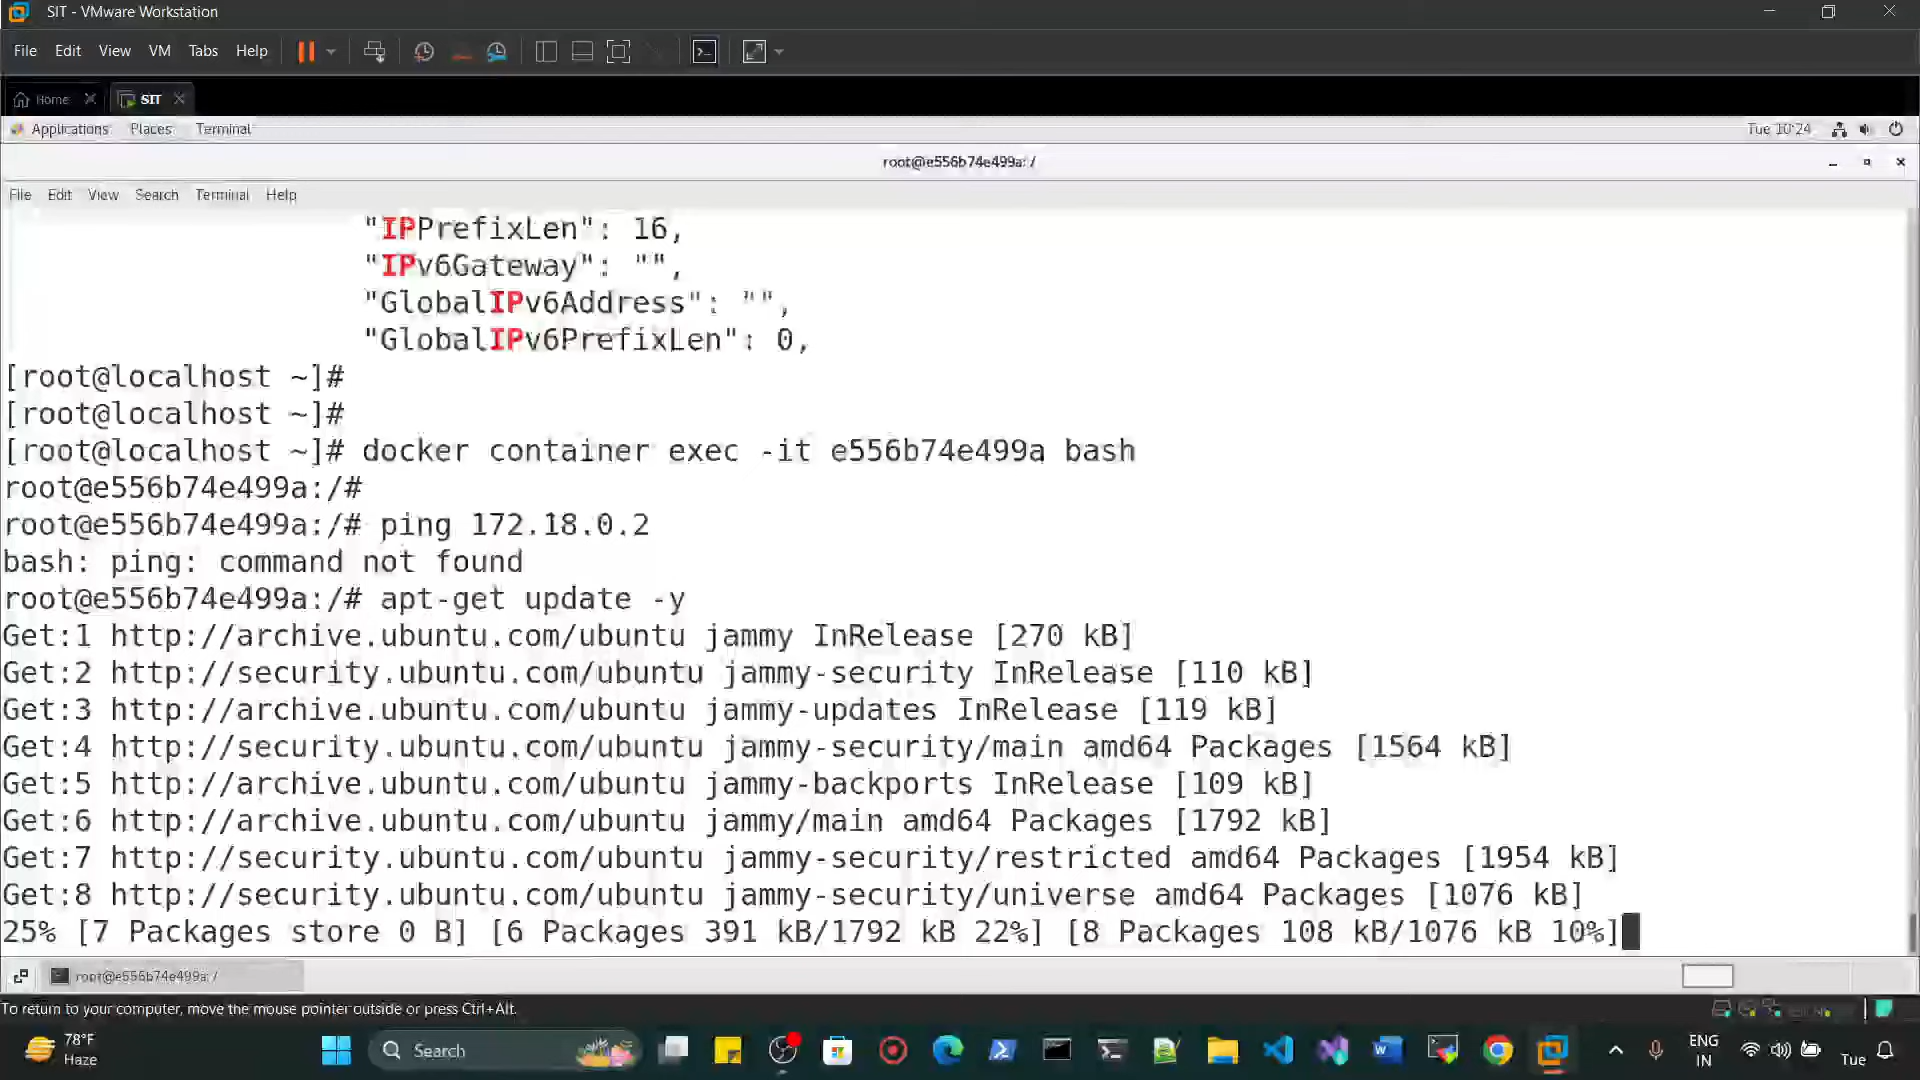 SIT - VMware Workstation
File Edit View VM Tabs Help
Home SIT
Applications Places Terminal Tue 10:24
root@e556b74e499a: /
File Edit View Search Terminal Help
"IPPrefixLen": 16,
"IPv6Gateway": "",
"GlobalIPv6Address": "",
"GlobalIPv6PrefixLen": 0,
[root@localhost ~]#
[root@localhost ~]#
[root@localhost ~]# docker container exec -it e556b74e499a bash
root@e556b74e499a:/#
root@e556b74e499a:/# ping 172.18.0.2
bash: ping: command not found
root@e556b74e499a:/# apt-get update -y
Get:1 http://archive.ubuntu.com/ubuntu jammy InRelease [270 kB]
Get:2 http://security.ubuntu.com/ubuntu jammy-security InRelease [110 kB]
Get:3 http://archive.ubuntu.com/ubuntu jammy-updates InRelease [119 kB]
Get:4 http://security.ubuntu.com/ubuntu jammy-security/main amd64 Packages [1564 kB]
Get:5 http://archive.ubuntu.com/ubuntu jammy-backports InRelease [109 kB]
Get:6 http://archive.ubuntu.com/ubuntu jammy/main amd64 Packages [1792 kB]
Get:7 http://security.ubuntu.com/ubuntu jammy-security/restricted amd64 Packages [1954 kB]
Get:8 http://security.ubuntu.com/ubuntu jammy-security/universe amd64 Packages [1076 kB]
25% [7 Packages store 0 B] [6 Packages 391 kB/1792 kB 22%] [8 Packages 108 kB/1076 kB 10%]
root@e556b74e499a: /
To return to your computer, move the mouse pointer outside or press Ctrl+Alt.
78°F
Haze
Search
ENG
IN
Tue